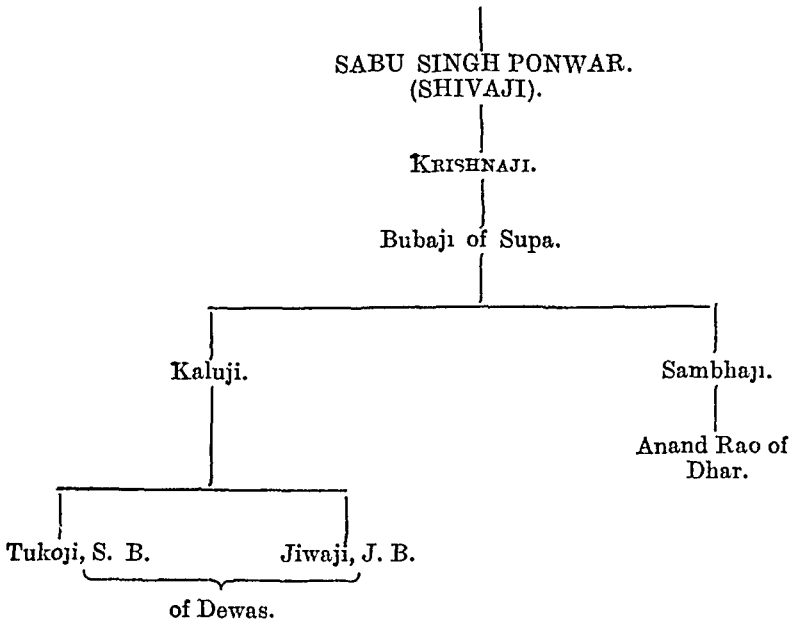 SABU SINGH PONWAR.
(SHIVAJI).
KRISHNAJI.
Bubaji of Supa.
Kaluji.
Sambhaji.
Anand Rao of
Dhar.
Tukoji, S. B.
Jiwaji, J. B.
of Dewas.